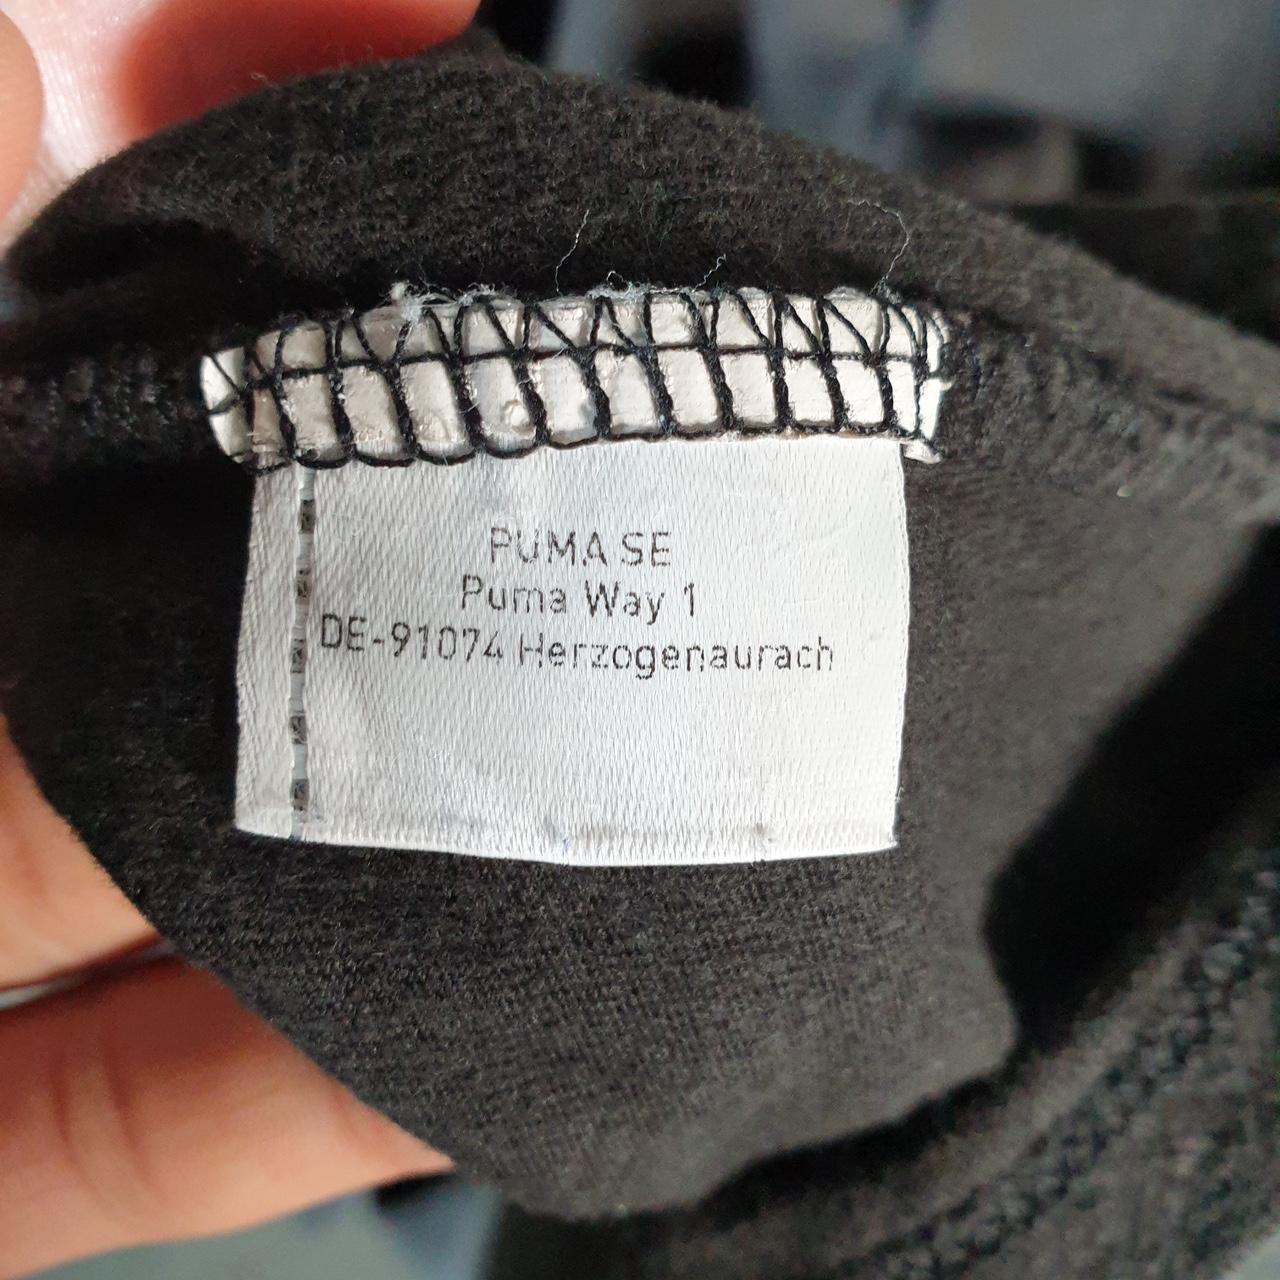 PUMA SE
Puma Way 1
DE-91074 Herzogenaurach